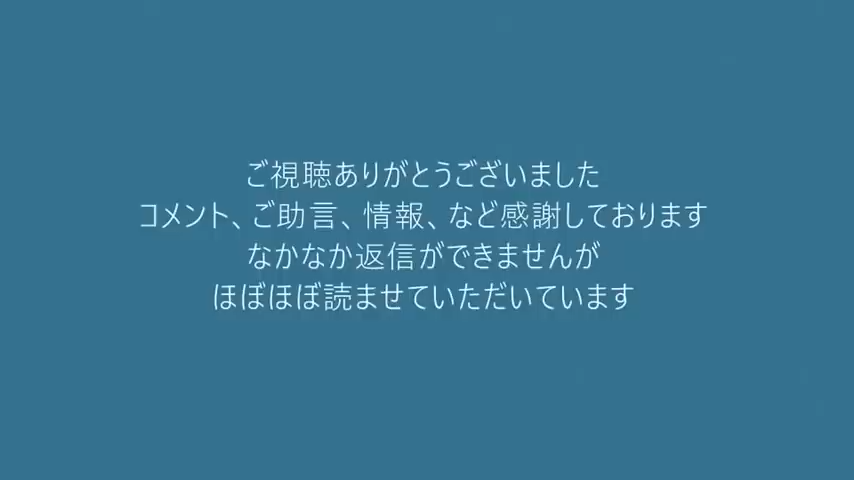 ご視聴ありがとうございました
コメント、ご助言、情報、など感謝しております
なかなか返信ができませんが
ほぼほぼ読ませていただいています